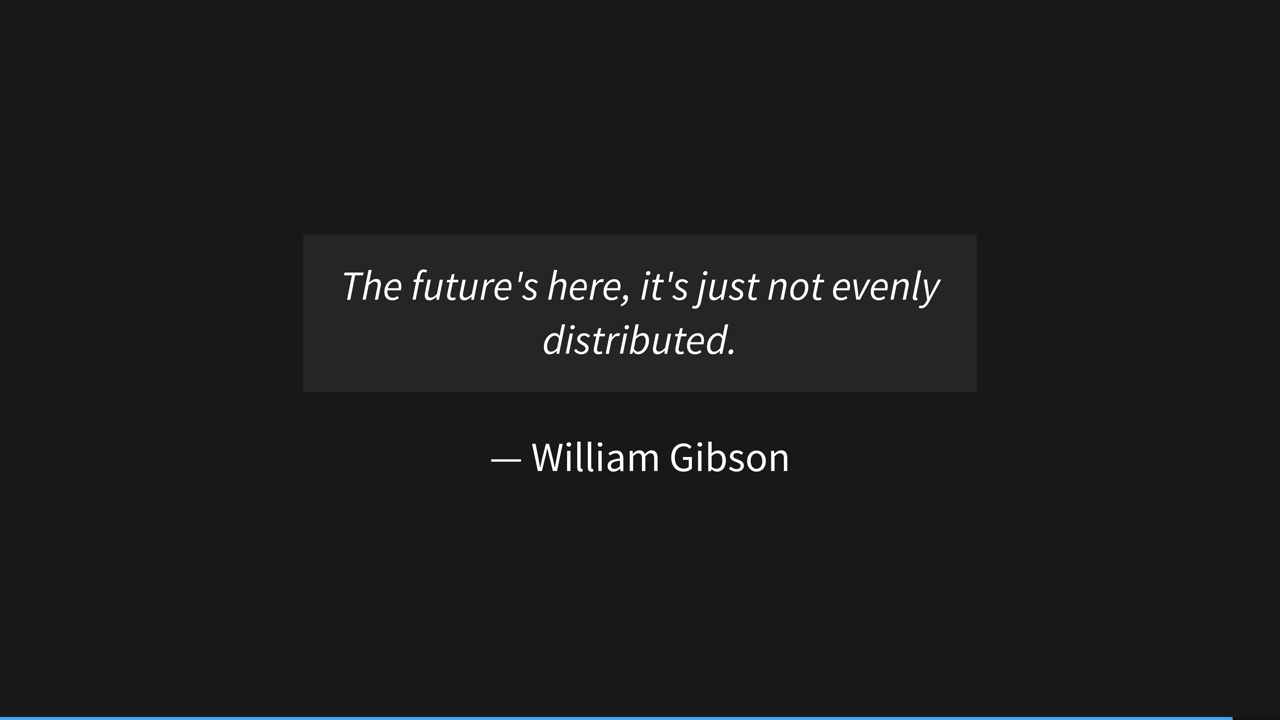 The future's here, it's just not evenly
distributed.
— William Gibson